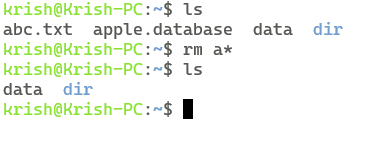 krish@Krish-PC:~$ ls
abc.txt  apple.database  data  dir
krish@Krish-PC:~$ rm a*
krish@Krish-PC:~$ ls
data  dir
krish@Krish-PC:~$